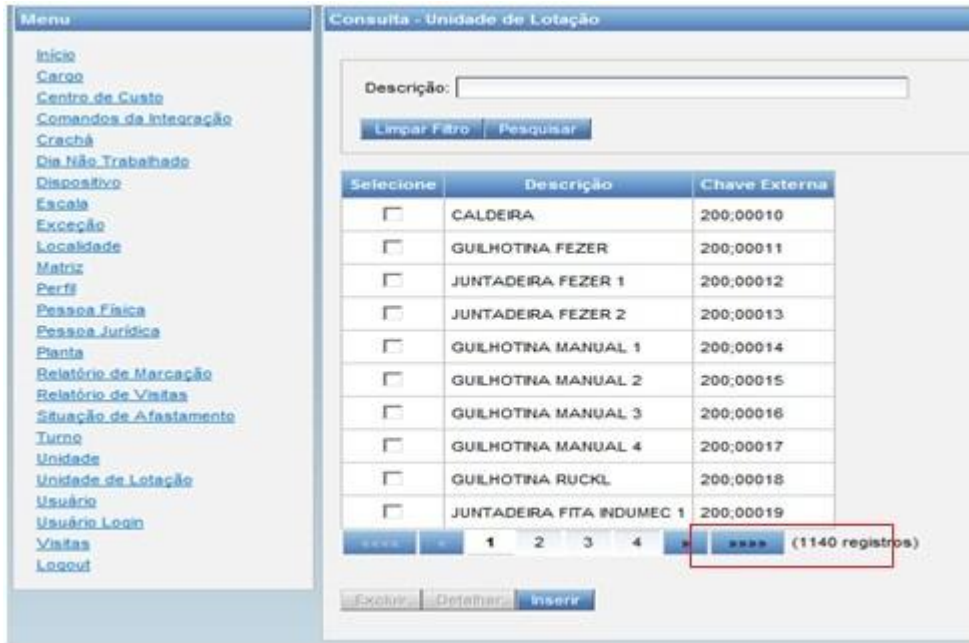 Menu
Início
Cargo
Centro de Custo
Comandos da Integração
Crachá
Dia Não Trabalhado
Dispositivo
Escala
Exceção
Localidade
Matriz
Perfil
Pessoa Física
Pessoa Jurídica
Planta
Relatório de Marcação
Relatório de Visitas
Situação de Afastamento
Turno
Unidade
Unidade de Lotação
Usuário
Usuário Login
Visitas
Logout
Consulta - Unidade de Lotação
Descrição:
Limpar Filtro Pesquisar
Selecione Descrição Chave Externa
CALDEIRA 200;00010
GUILHOTINA FEZER 200;00011
JUNTADEIRA FEZER 1 200;00012
JUNTADEIRA FEZER 2 200;00013
GUILHOTINA MANUAL 1 200;00014
GUILHOTINA MANUAL 2 200;00015
GUILHOTINA MANUAL 3 200;00016
GUILHOTINA MANUAL 4 200;00017
GUILHOTINA RUCKL 200;00018
JUNTADEIRA FITA INDUMEC 1 200;00019
«««« « 1 2 3 4 » »»»» (1140 registros)
Excluir Detalhar Inserir